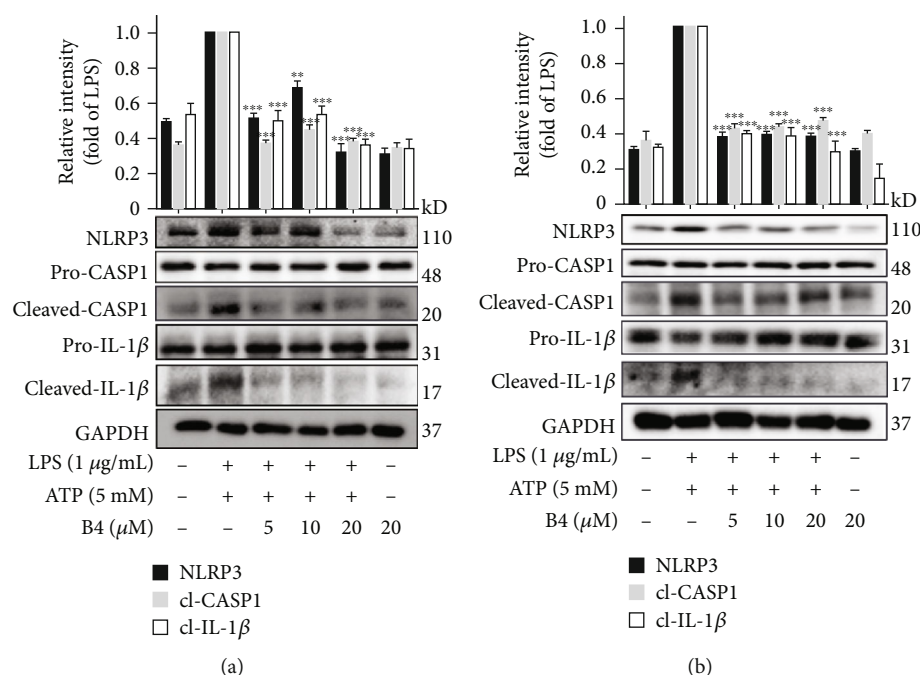 Relative intensity
(fold of LPS)
1.0
0.8
0.6
0.4
0.2
0
***
***
***
**
***
***
***
***
***
kD
NLRP3 110
Pro-CASP1 48
Cleaved-CASP1 20
Pro-IL-1β 31
Cleaved-IL-1β 17
GAPDH 37
LPS (1 μg/mL) – + + + + –
ATP (5 mM) – + + + + –
B4 (μM) – – 5 10 20 20
NLRP3
cl-CASP1
cl-IL-1β
(a)
Relative intensity
(fold of LPS)
1.0
0.8
0.6
0.4
0.2
0
***
***
***
***
***
***
***
***
***
kD
NLRP3 110
Pro-CASP1 48
Cleaved-CASP1 20
Pro-IL-1β 31
Cleaved-IL-1β 17
GAPDH 37
LPS (1 μg/mL) – + + + + –
ATP (5 mM) – + + + + –
B4 (μM) – – 5 10 20 20
NLRP3
cl-CASP1
cl-IL-1β
(b)